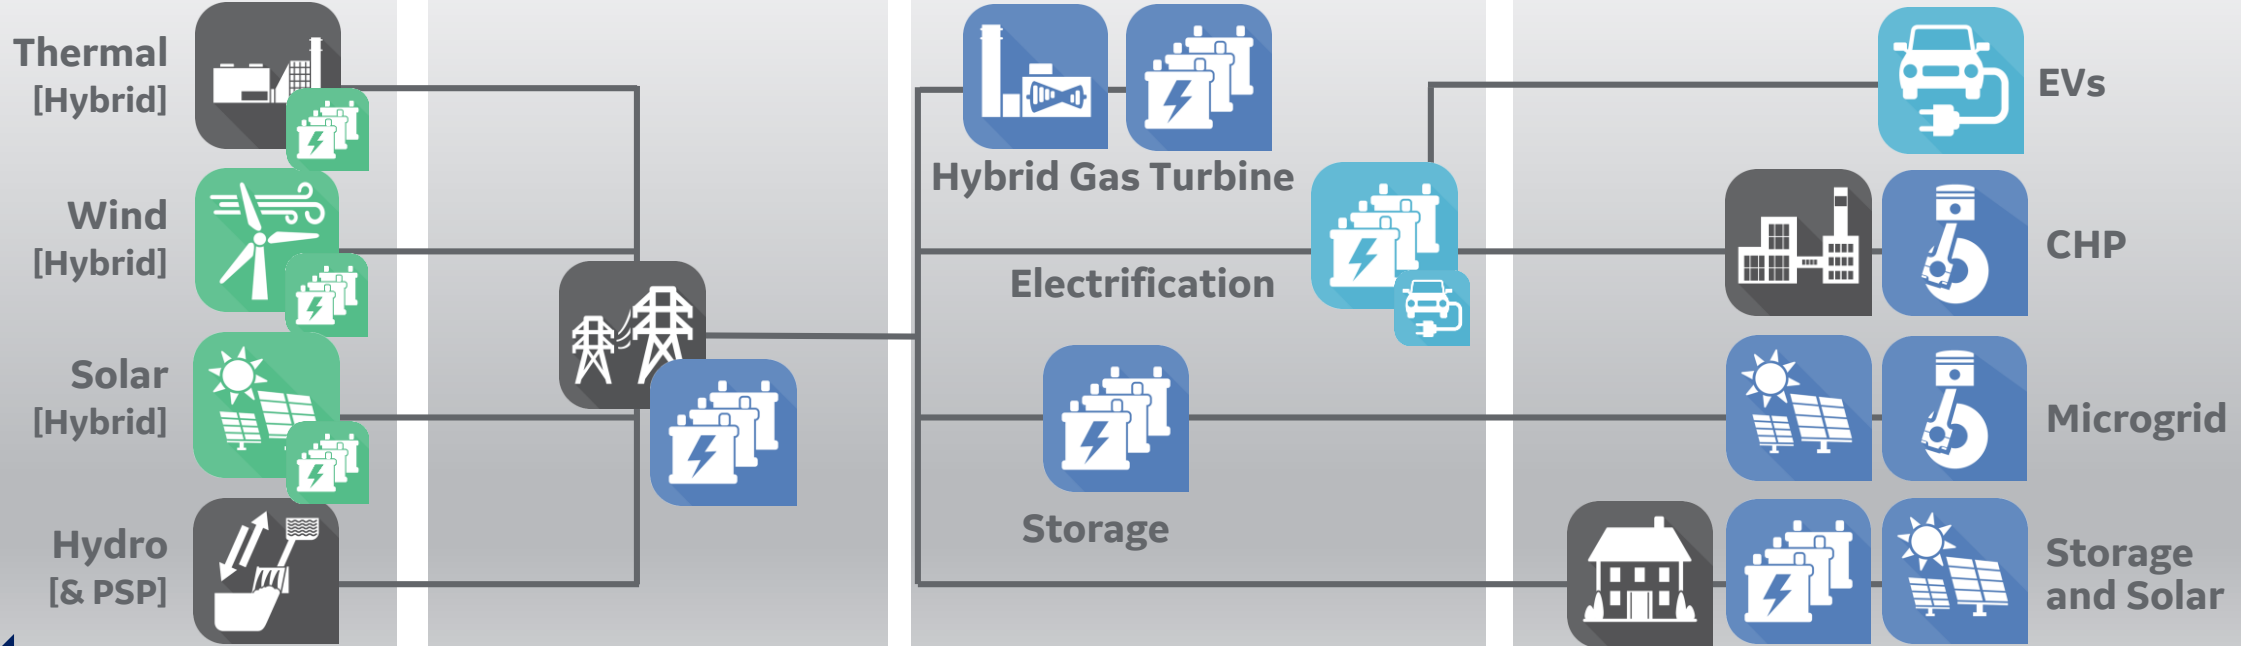 Thermal
[Hybrid]
Wind
[Hybrid]
Solar
[Hybrid]
Hydro
[& PSP]
Hybrid Gas Turbine
Electrification
Storage
EVs
CHP
Microgrid
Storage
and Solar